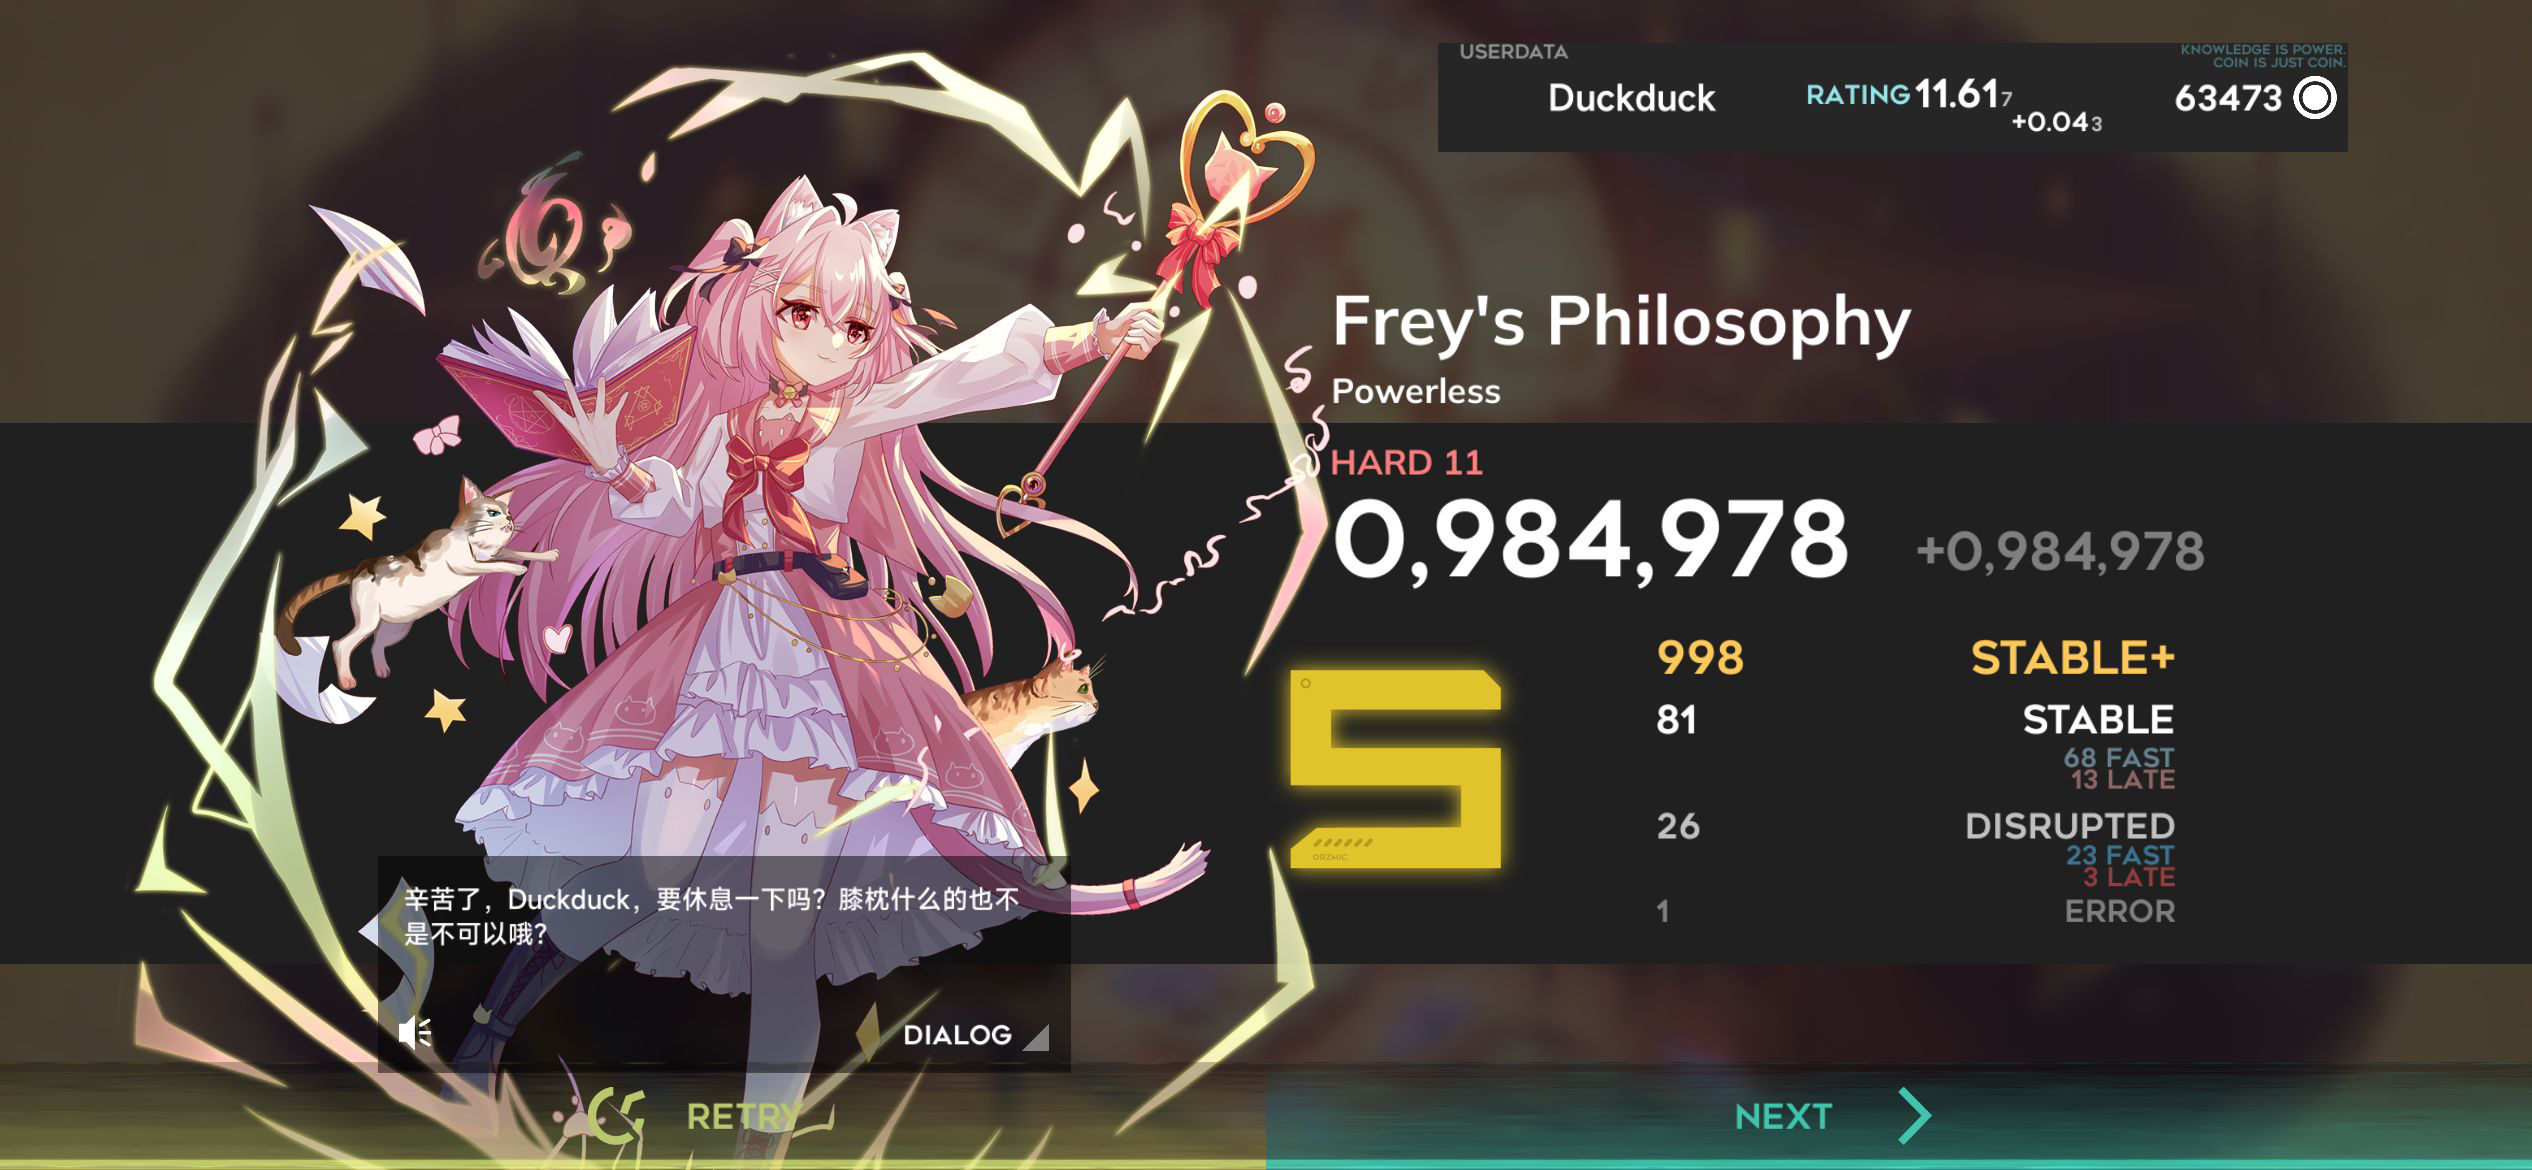 USERDATA
Duckduck
RATING 11.617
+0.043
KNOWLEDGE IS POWER.
COIN IS JUST COIN.
63473
Frey's Philosophy
Powerless
HARD 11
0,984,978 +0,984,978
998 STABLE+
81 STABLE
68 FAST
13 LATE
26 DISRUPTED
23 FAST
3 LATE
1 ERROR
ORZMIC
辛苦了，Duckduck，要休息一下吗？膝枕什么的也不
是不可以哦？
DIALOG
RETRY
NEXT